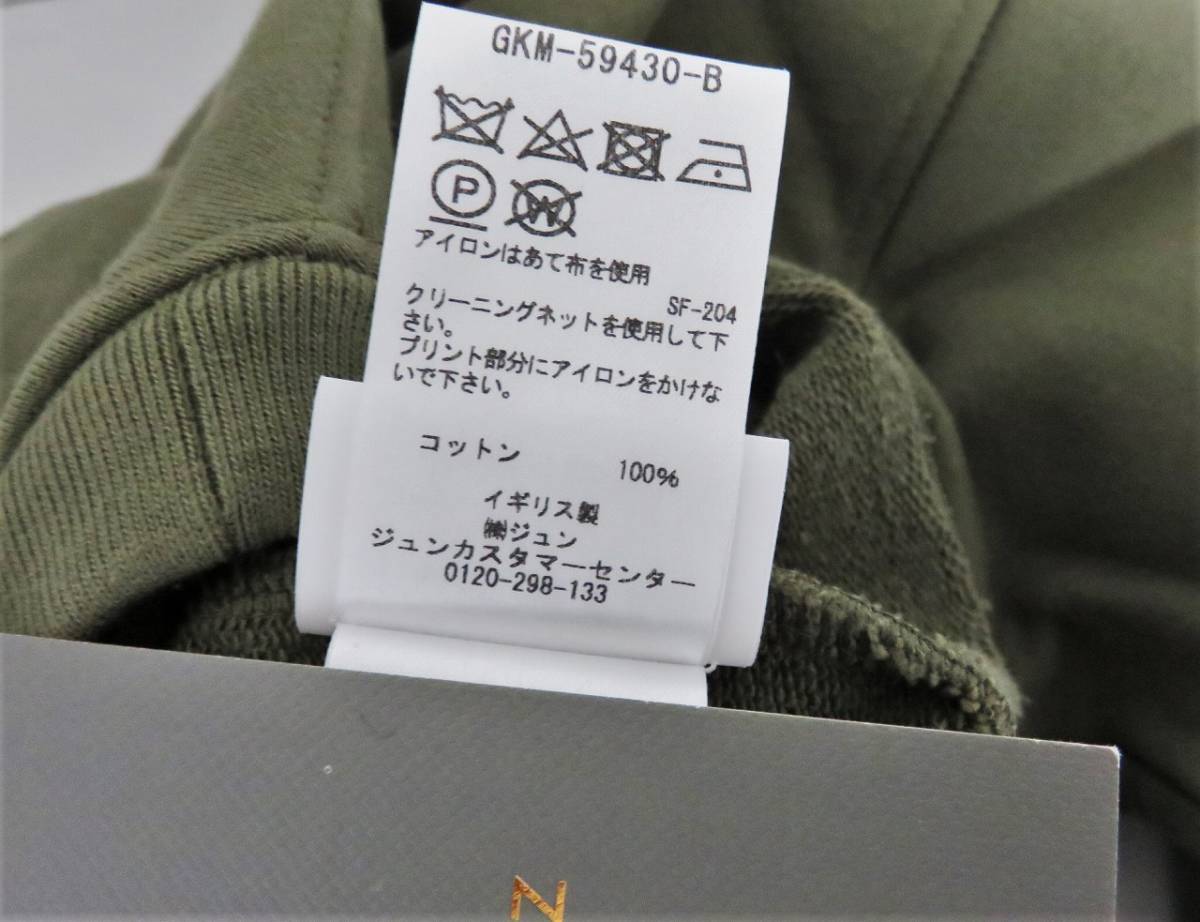 GKM-59430-B
P
W
アイロンはあて布を使用
SF-204
クリーニングネットを使用して下
さい。
プリント部分にアイロンをかけな
いで下さい。
コットン 100%
イギリス製
㈱ジュン
ジュンカスタマーセンター
0120-298-133
N